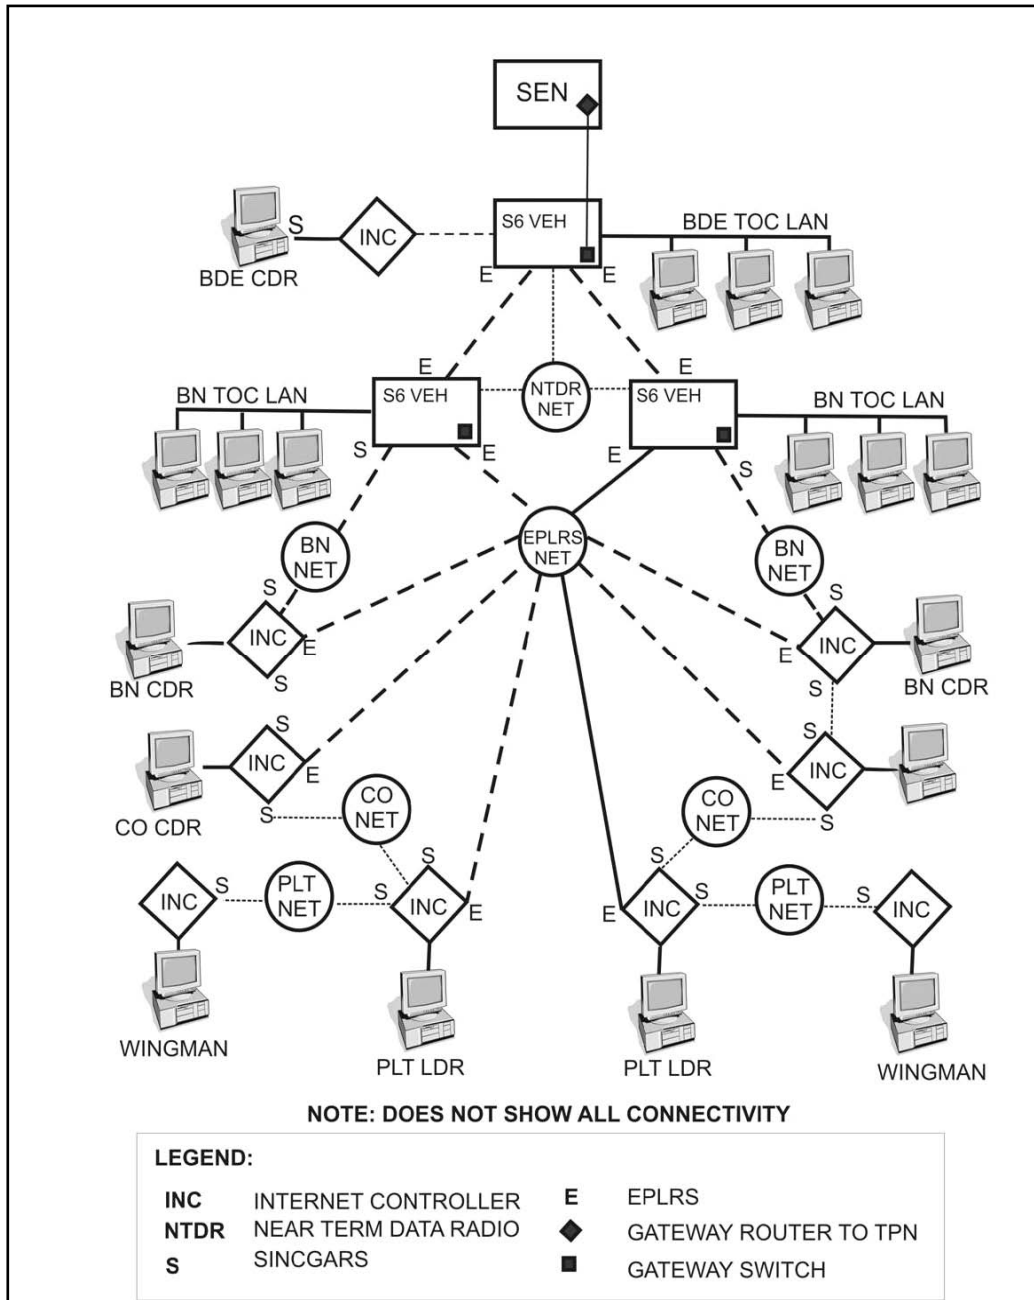 SEN
S6 VEH
BDE TOC LAN
S
INC
BDE CDR
E
E
E
E
BN TOC LAN
S6 VEH
NTDR
NET
S6 VEH
BN TOC LAN
S
E
E
S
BN
NET
EPLRS
NET
BN
NET
S
S
INC
E
E
INC
S
S
BN CDR
BN CDR
S
S
INC
E
E
INC
S
S
CO CDR
CO
NET
CO
NET
S
S
INC
S
PLT
NET
S
INC
E
E
INC
S
PLT
NET
S
INC
WINGMAN
PLT LDR
PLT LDR
WINGMAN
NOTE: DOES NOT SHOW ALL CONNECTIVITY
LEGEND:
INC INTERNET CONTROLLER
NTDR NEAR TERM DATA RADIO
S SINCGARS
E EPLRS
GATEWAY ROUTER TO TPN
GATEWAY SWITCH